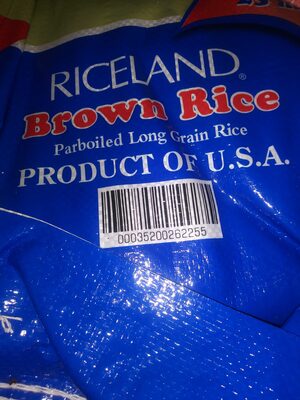 RICELAND®
Brown Rice
Parboiled Long Grain Rice
PRODUCT OF U.S.A.
00035200262255